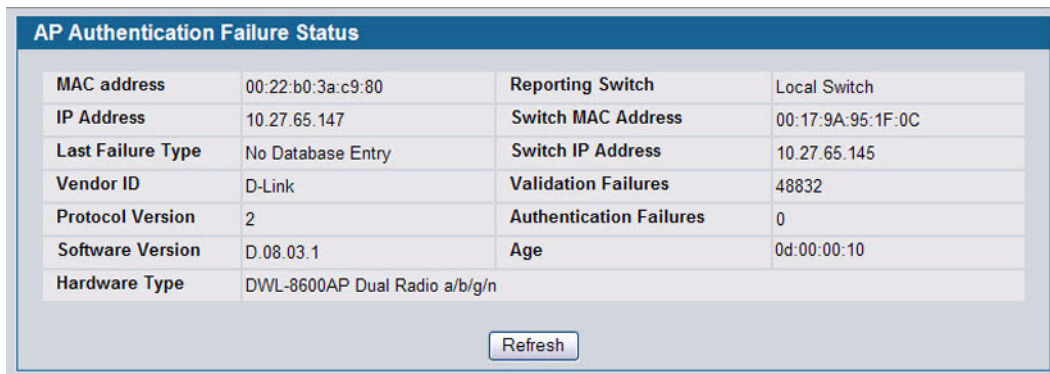 AP Authentication Failure Status
MAC address 00:22:b0:3a:c9:80 Reporting Switch Local Switch
IP Address 10.27.65.147 Switch MAC Address 00:17:9A:95:1F:0C
Last Failure Type No Database Entry Switch IP Address 10.27.65.145
Vendor ID D-Link Validation Failures 48832
Protocol Version 2 Authentication Failures 0
Software Version D.08.03.1 Age 0d:00:00:10
Hardware Type DWL-8600AP Dual Radio a/b/g/n
Refresh